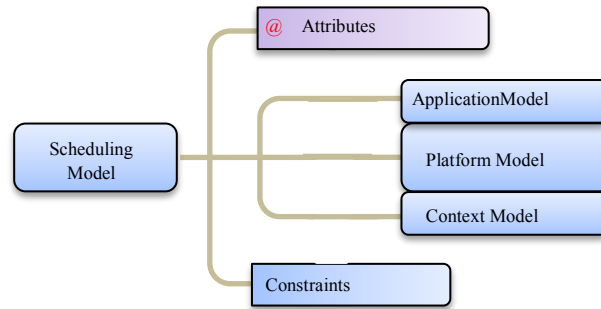 @ Attributes
ApplicationModel
Scheduling
Model
Platform Model
Context Model
Constraints